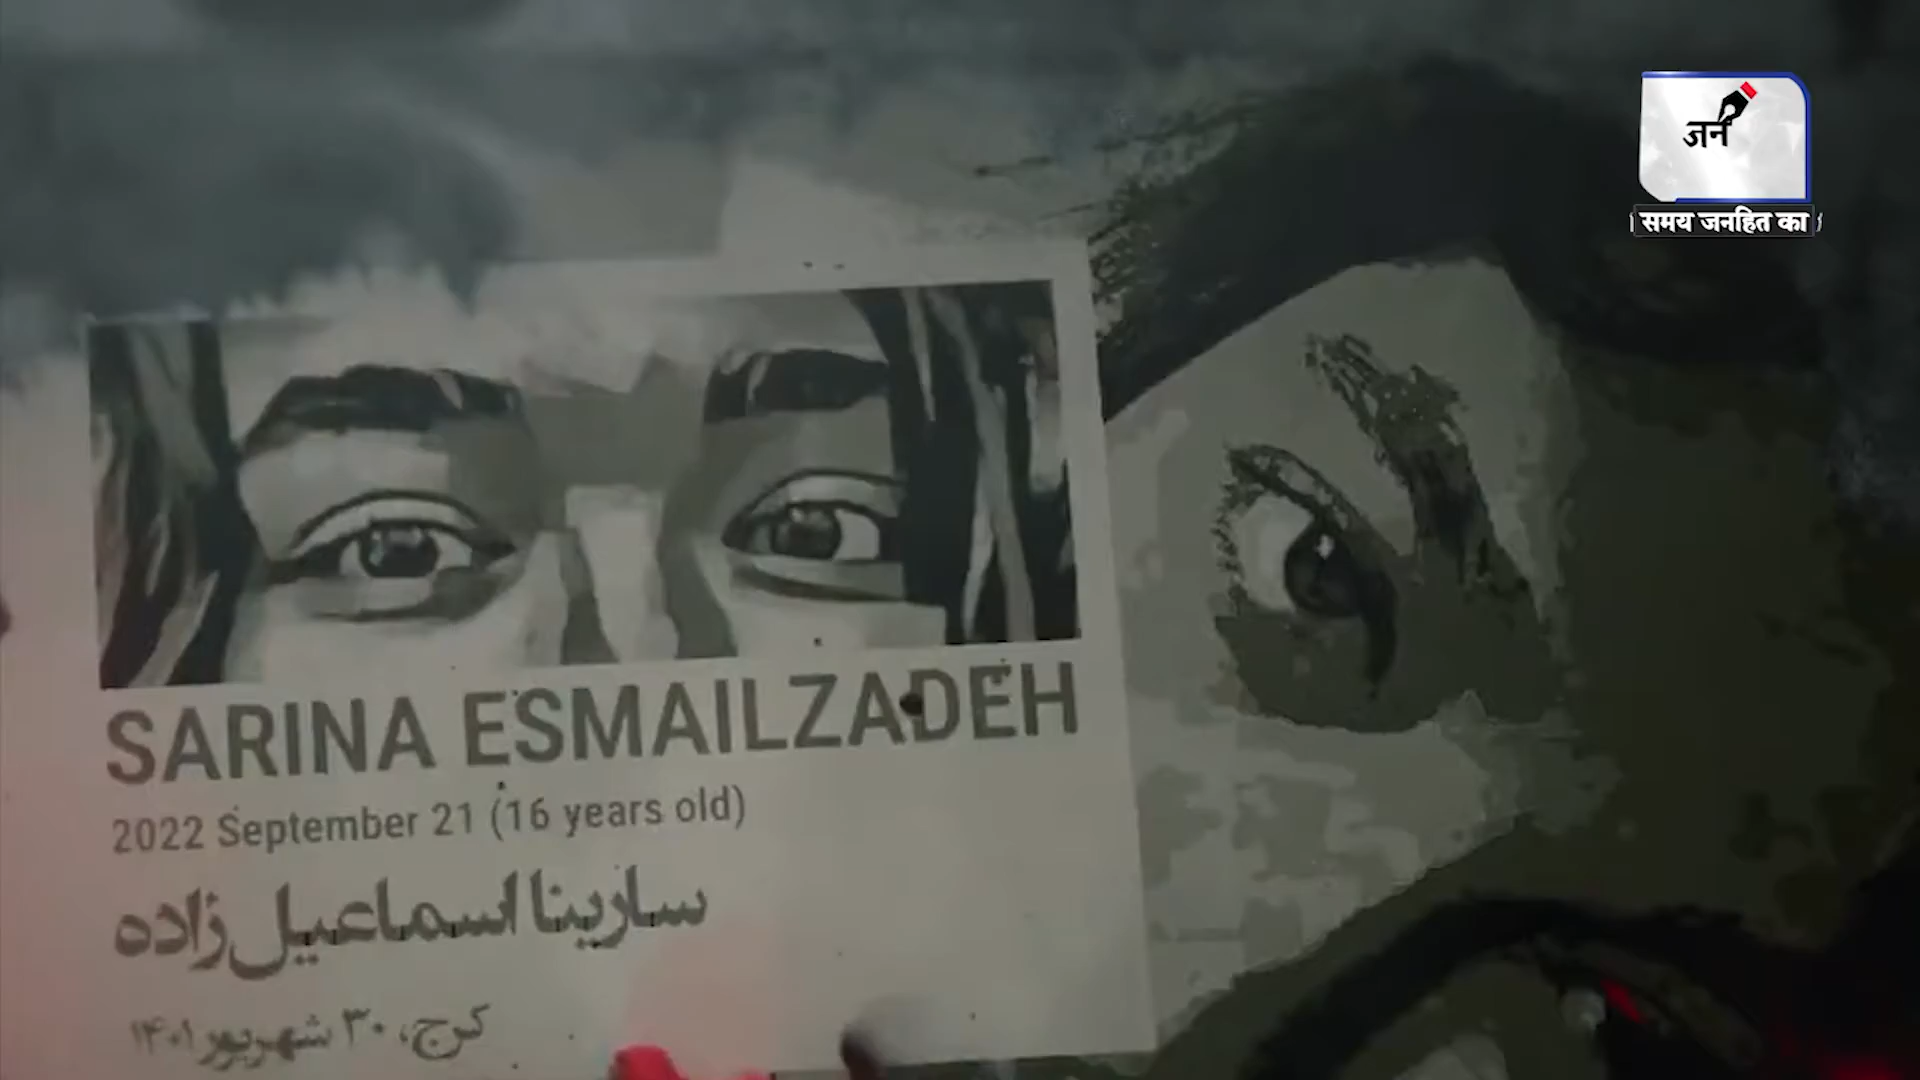 जन
समय जनहित का
SARINA ESMAILZADEH
2022 September 21 (16 years old)
سارینا اسماعیل‌زاده
کرج، ۳۰ شهریور ۱۴۰۱